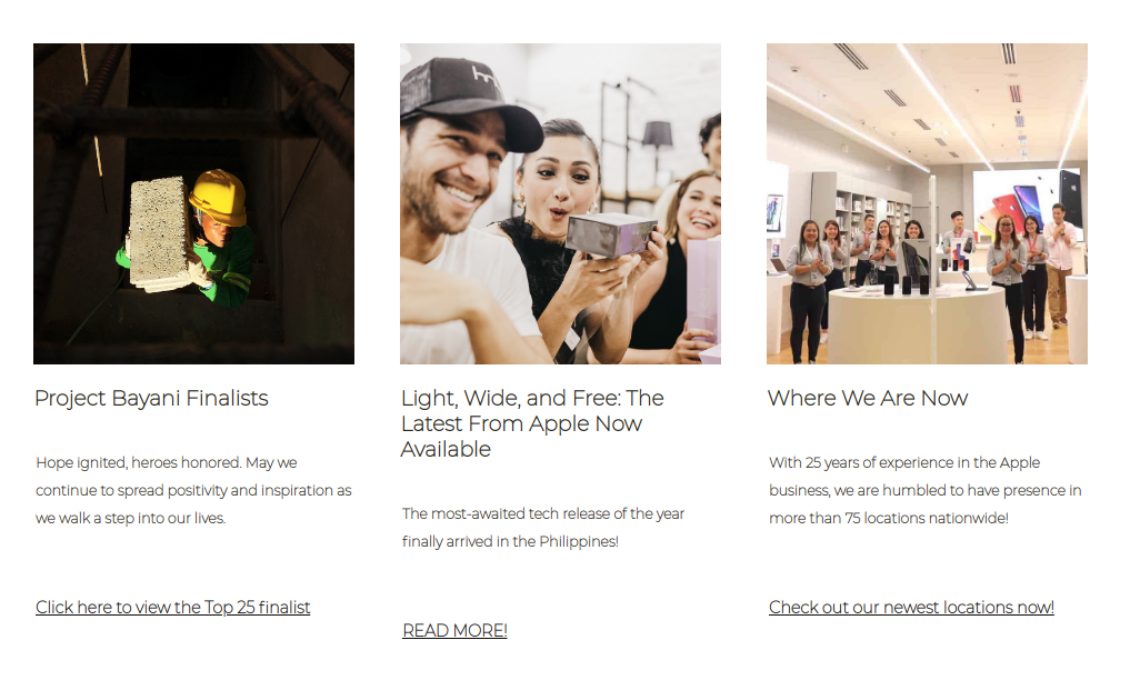 Project Bayani Finalists
Hope ignited, heroes honored. May we
continue to spread positivity and inspiration as
we walk a step into our lives.
Click here to view the Top 25 finalist
Light, Wide, and Free: The
Latest From Apple Now
Available
The most-awaited tech release of the year
finally arrived in the Philippines!
READ MORE!
Where We Are Now
With 25 years of experience in the Apple
business, we are humbled to have presence in
more than 75 locations nationwide!
Check out our newest locations now!